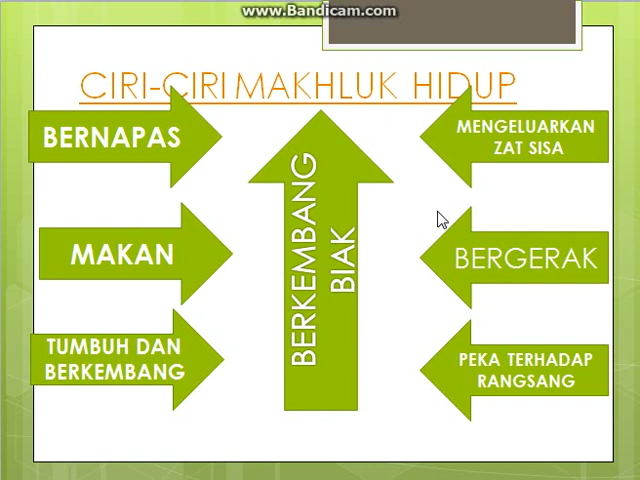 www.Bandicam.com
CIRI-CIRI MAKHLUK HIDUP
BERNAPAS
MAKAN
TUMBUH DAN
BERKEMBANG
BERKEMBANG
BIAK
MENGELUARKAN
ZAT SISA
BERGERAK
PEKA TERHADAP
RANGSANG